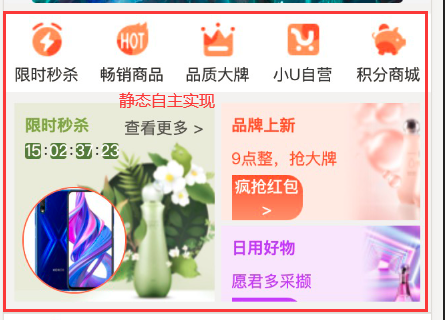 HOT
限时秒杀 畅销商品 品质大牌 小U自营 积分商城
静态自主实现
限时秒杀 查看更多 >
15:02:37:23
品牌上新
9点整，抢大牌
疯抢红包
>
日用好物
愿君多采撷
HONOR